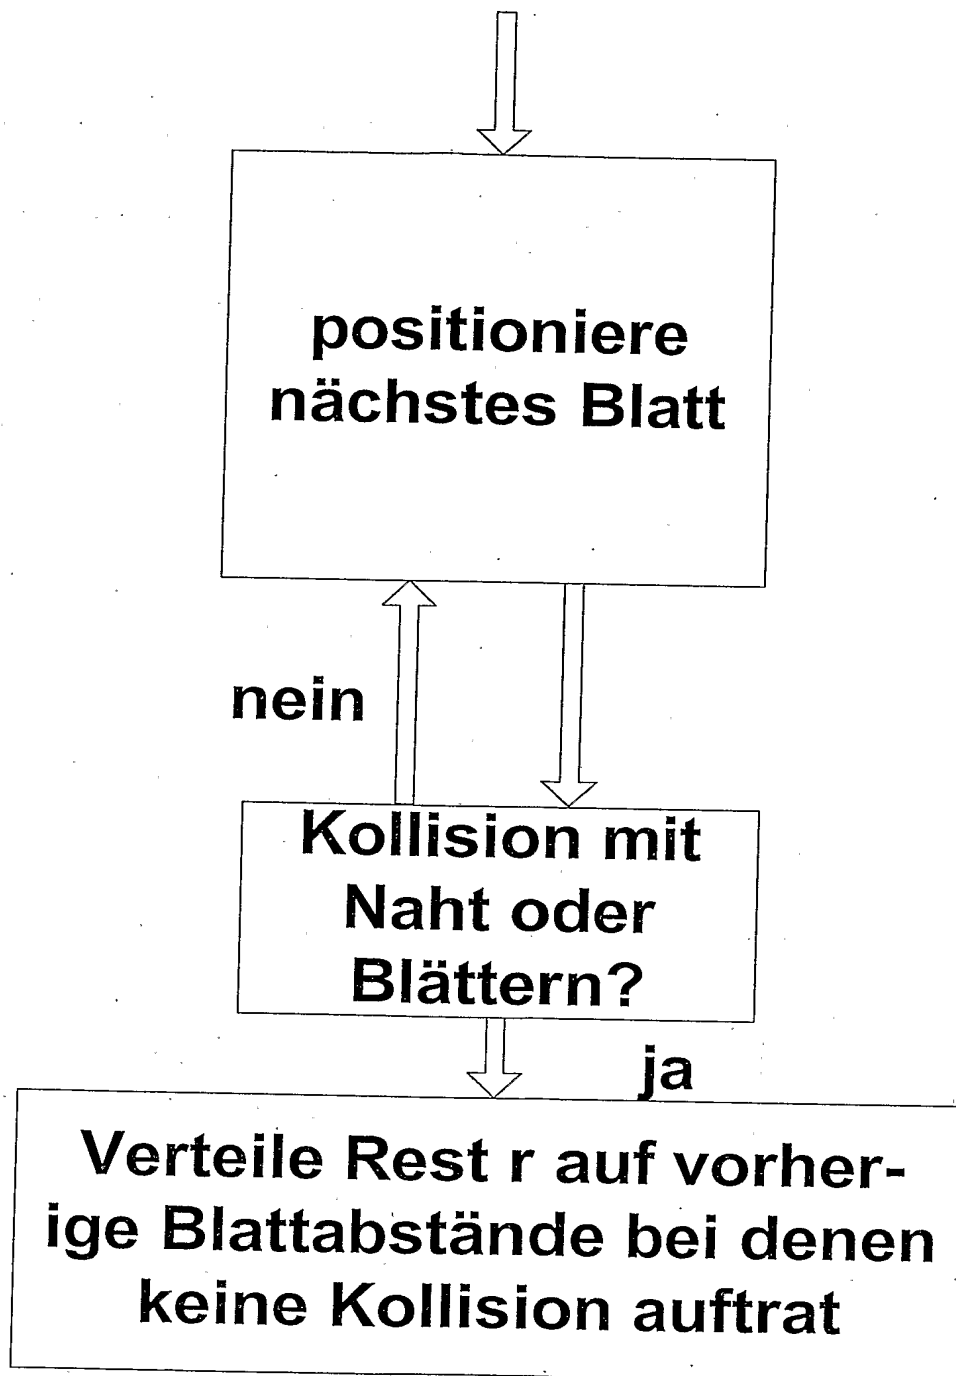 positioniere
nächstes Blatt
nein
Kollision mit
Naht oder
Blättern?
ja
Verteile Rest r auf vorher-
ige Blattabstände bei denen
keine Kollision auftrat